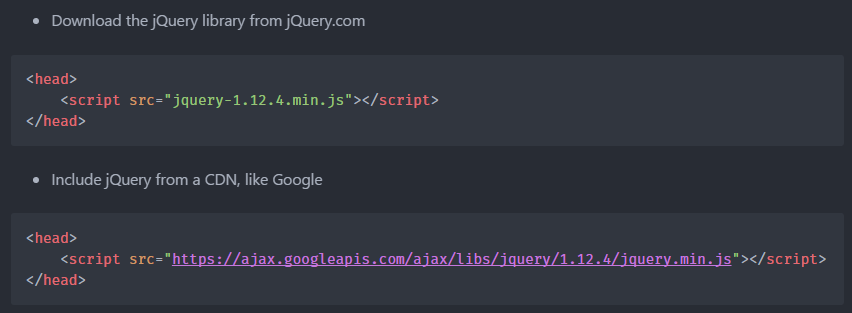 • Download the jQuery library from jQuery.com
<head>
    <script src="jquery-1.12.4.min.js"></script>
</head>
• Include jQuery from a CDN, like Google
<head>
    <script src="https://ajax.googleapis.com/ajax/libs/jquery/1.12.4/jquery.min.js"></script>
</head>